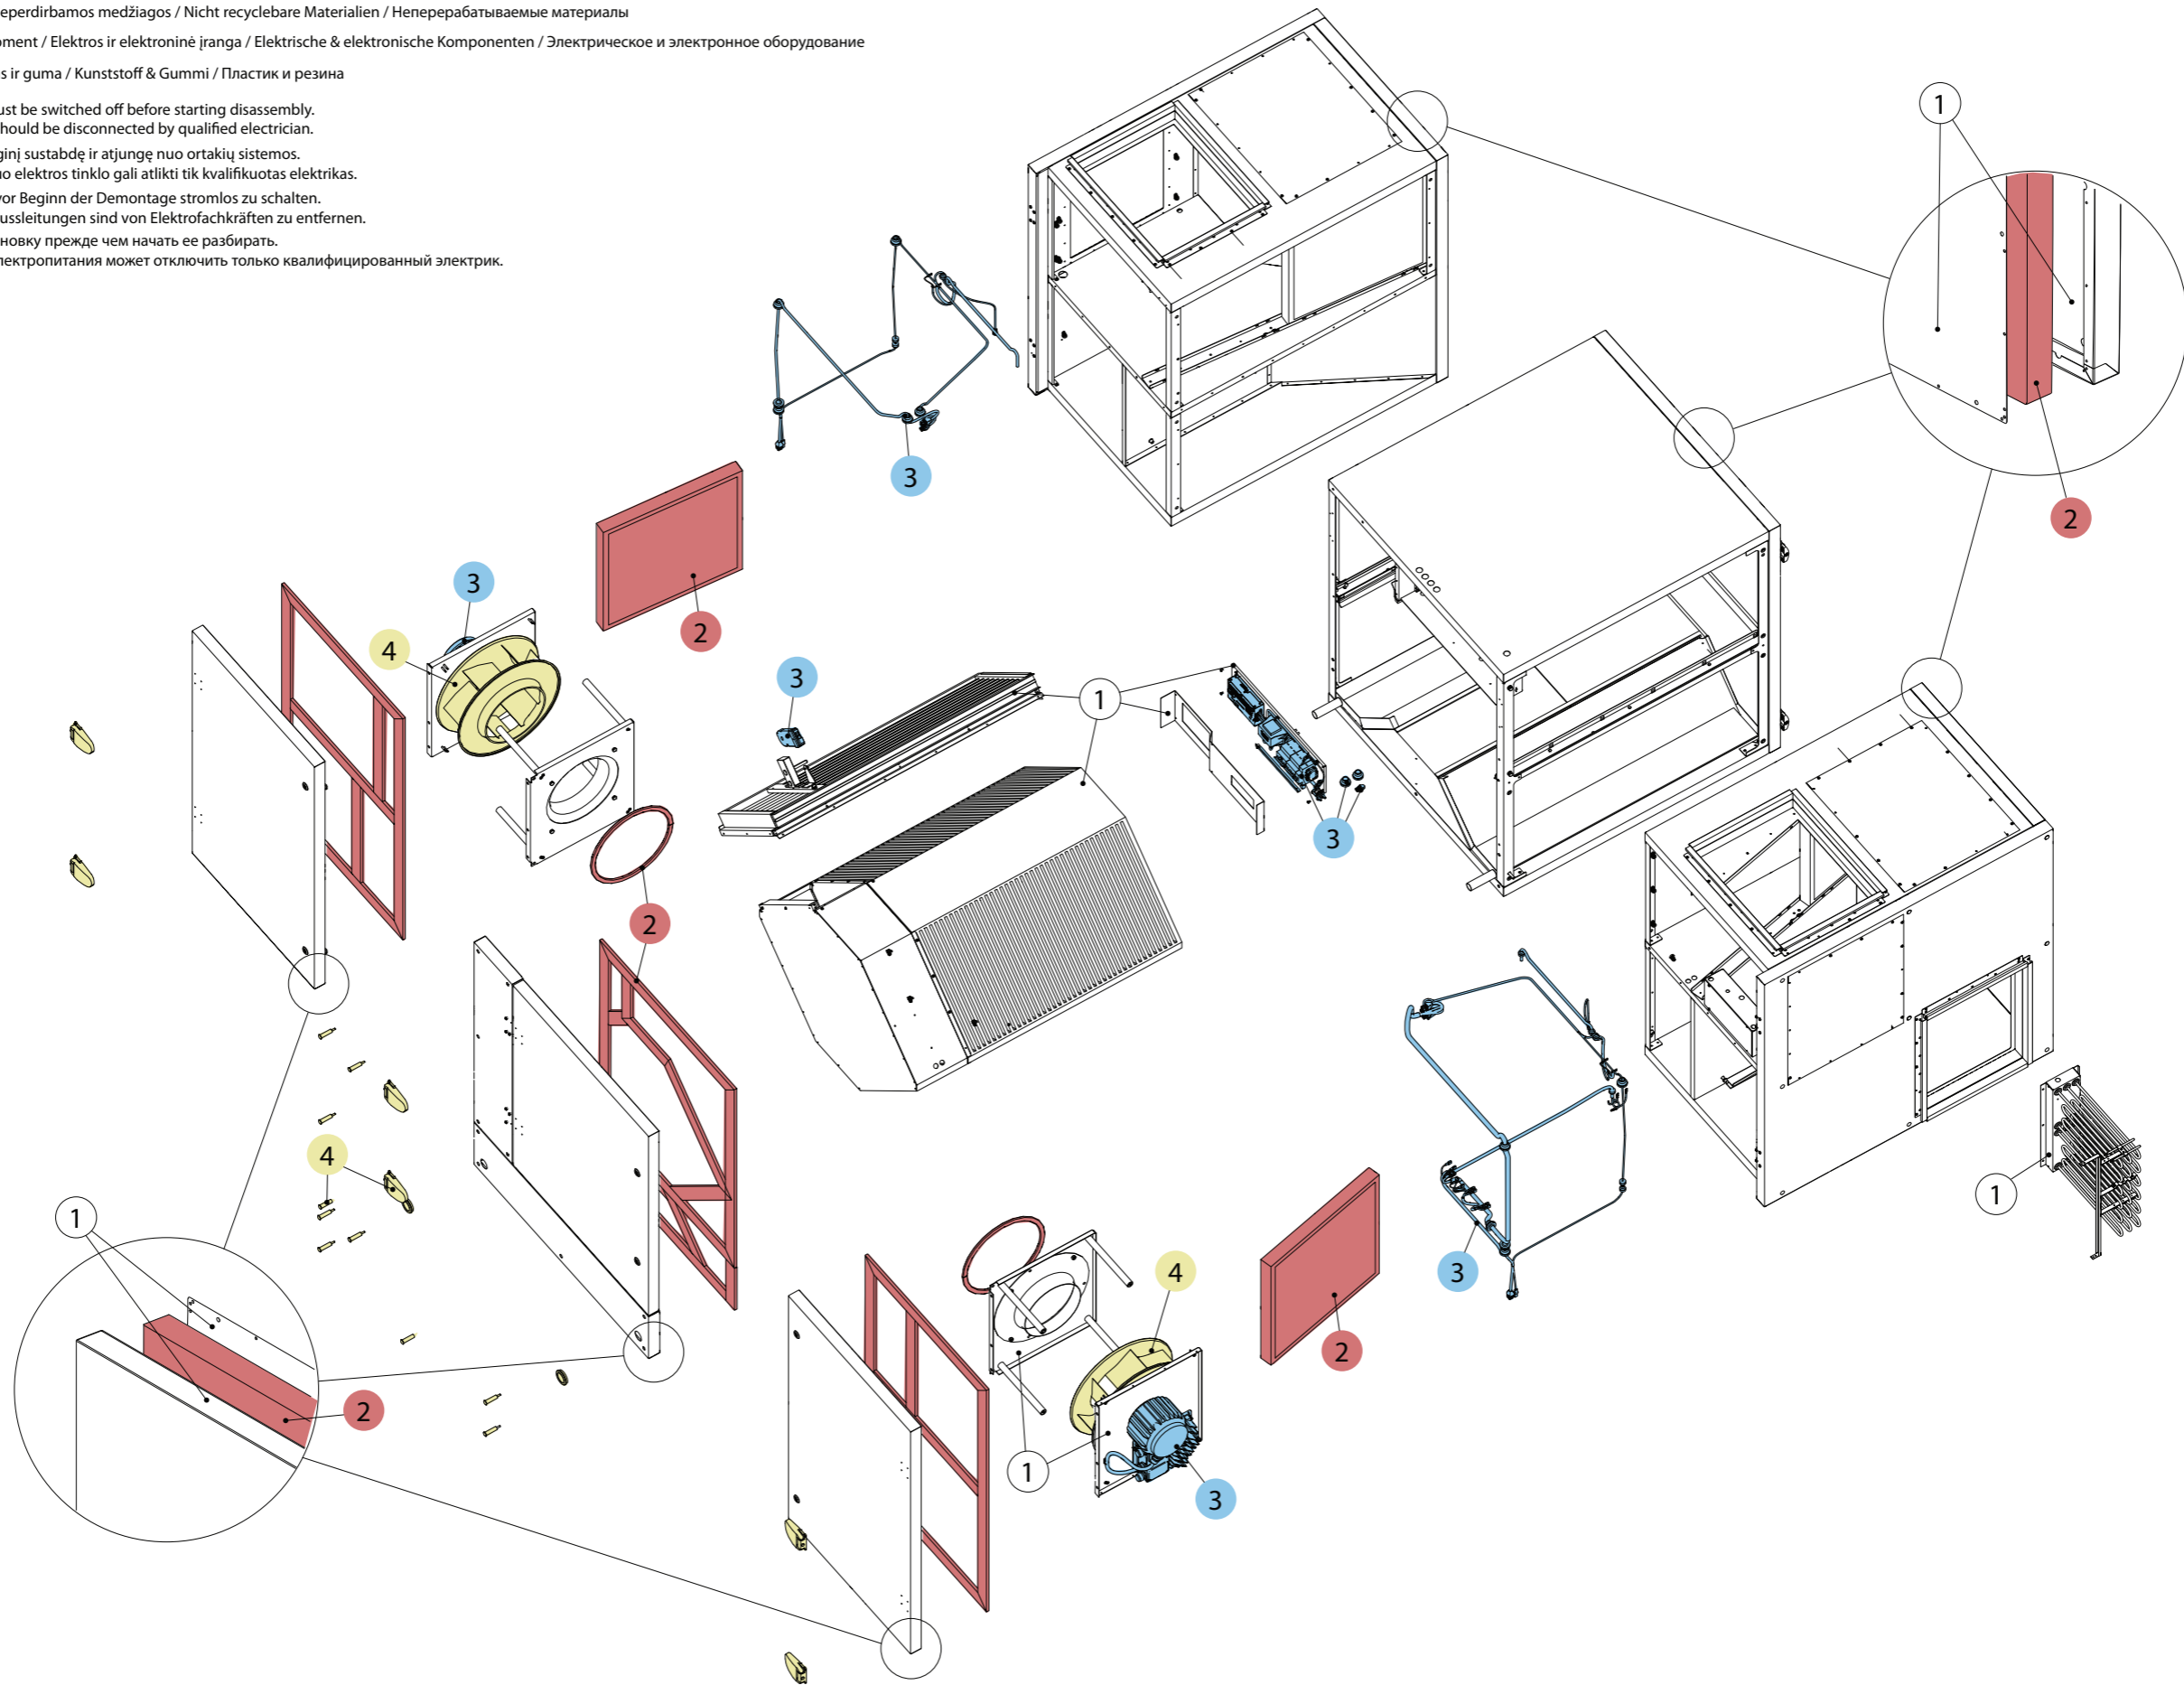 eperdirbamos medžiagos / Nicht recyclebare Materialien / Неперерабатываемые материалы
oment / Elektros ir elektroninė įranga / Elektrische & elektronische Komponenten / Электрическое и электронное оборудование
s ir guma / Kunststoff & Gummi / Пластик и резина
ust be switched off before starting disassembly.
hould be disconnected by qualified electrician.
ginį sustabdę ir atjungę nuo ortakių sistemos.
uo elektros tinklo gali atlikti tik kvalifikuotas elektrikas.
vor Beginn der Demontage stromlos zu schalten.
ussleitungen sind von Elektrofachkräften zu entfernen.
новку прежде чем начать ее разбирать.
лектропитания может отключить только квалифицированный электрик.
1
3
2
3
2
4
3
1
3
2
4
1
1
3
4
2
2
1
3